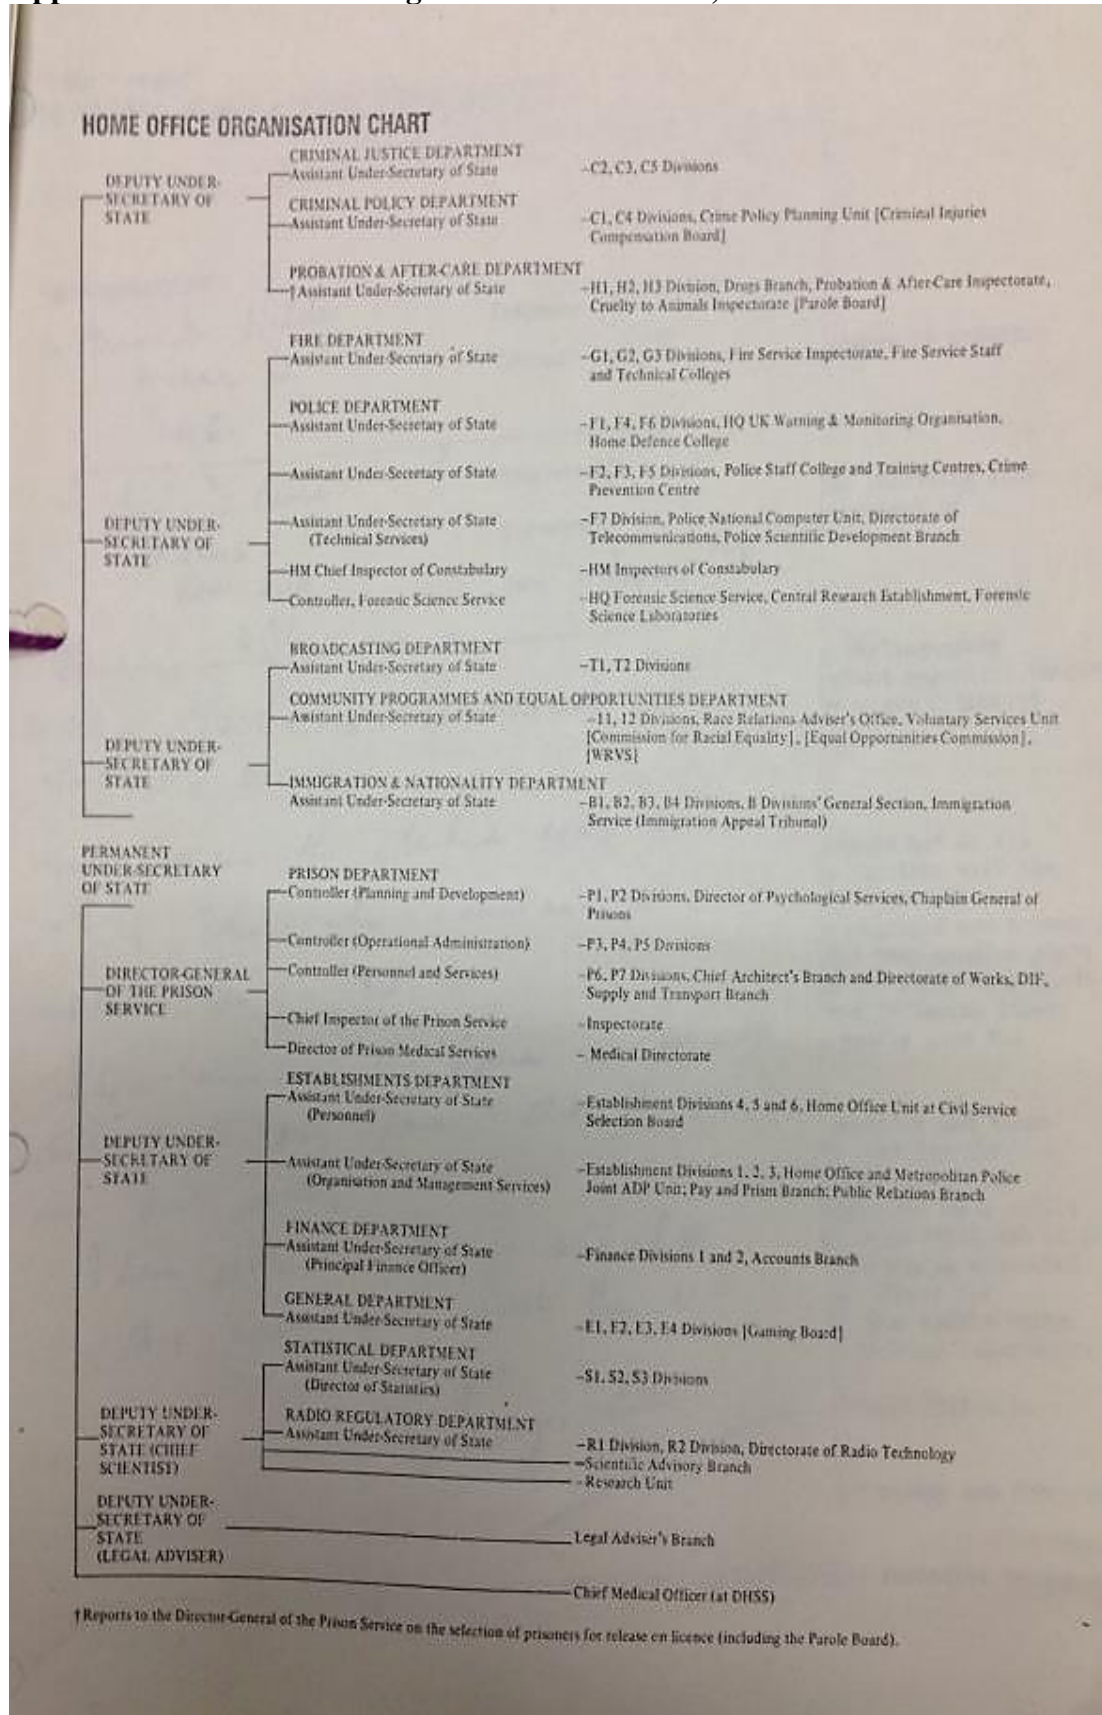 HOME OFFICE ORGANISATION CHART
DEPUTY UNDER-
SECRETARY OF
STATE
CRIMINAL JUSTICE DEPARTMENT
Assistant Under-Secretary of State
-C2, C3, C5 Divisions
CRIMINAL POLICY DEPARTMENT
Assistant Under-Secretary of State
-C1, C4 Divisions, Crime Policy Planning Unit [Criminal Injuries
Compensation Board]
PROBATION & AFTER-CARE DEPARTMENT
†Assistant Under-Secretary of State
-H1, H2, H3 Division, Drugs Branch, Probation & After-Care Inspectorate,
Cruelty to Animals Inspectorate [Parole Board]
DEPUTY UNDER-
SECRETARY OF
STATE
FIRE DEPARTMENT
Assistant Under-Secretary of State
-G1, G2, G3 Divisions, Fire Service Inspectorate, Fire Service Staff
and Technical Colleges
POLICE DEPARTMENT
Assistant Under-Secretary of State
-F1, F4, F6 Divisions, HQ UK Warning & Monitoring Organisation,
Home Defence College
Assistant Under-Secretary of State
-F2, F3, F5 Divisions, Police Staff College and Training Centres, Crime
Prevention Centre
Assistant Under-Secretary of State
(Technical Services)
-F7 Division, Police National Computer Unit, Directorate of
Telecommunications, Police Scientific Development Branch
HM Chief Inspector of Constabulary
-HM Inspectors of Constabulary
Controller, Forensic Science Service
-HQ Forensic Science Service, Central Research Establishment, Forensic
Science Laboratories
DEPUTY UNDER-
SECRETARY OF
STATE
BROADCASTING DEPARTMENT
Assistant Under-Secretary of State
-T1, T2 Divisions
COMMUNITY PROGRAMMES AND EQUAL OPPORTUNITIES DEPARTMENT
Assistant Under-Secretary of State
-11, 12 Divisions, Race Relations Adviser's Office, Voluntary Services Unit
[Commission for Racial Equality], [Equal Opportunities Commission],
[WRVS]
IMMIGRATION & NATIONALITY DEPARTMENT
Assistant Under-Secretary of State
-B1, B2, B3, B4 Divisions, B Divisions' General Section, Immigration
Service (Immigration Appeal Tribunal)
PERMANENT
UNDER-SECRETARY
OF STATE
DIRECTOR-GENERAL
OF THE PRISON
SERVICE
PRISON DEPARTMENT
Controller (Planning and Development)
-P1, P2 Divisions, Director of Psychological Services, Chaplain General of
Prisons
Controller (Operational Administration)
-P3, P4, P5 Divisions
Controller (Personnel and Services)
-P6, P7 Divisions, Chief Architect's Branch and Directorate of Works, DIF,
Supply and Transport Branch
Chief Inspector of the Prison Service
-Inspectorate
Director of Prison Medical Services
- Medical Directorate
DEPUTY UNDER-
SECRETARY OF
STATE
ESTABLISHMENTS DEPARTMENT
Assistant Under-Secretary of State
(Personnel)
-Establishment Divisions 4, 5 and 6, Home Office Unit at Civil Service
Selection Board
Assistant Under-Secretary of State
(Organisation and Management Services)
-Establishment Divisions 1, 2, 3, Home Office and Metropolitan Police
Joint ADP Unit; Pay and Prism Branch; Public Relations Branch
FINANCE DEPARTMENT
Assistant Under-Secretary of State
(Principal Finance Officer)
-Finance Divisions 1 and 2, Accounts Branch
GENERAL DEPARTMENT
Assistant Under-Secretary of State
-E1, E2, E3, E4 Divisions [Gaming Board]
DEPUTY UNDER-
SECRETARY OF
STATE (CHIEF
SCIENTIST)
STATISTICAL DEPARTMENT
Assistant Under-Secretary of State
(Director of Statistics)
-S1, S2, S3 Divisions
RADIO REGULATORY DEPARTMENT
Assistant Under-Secretary of State
-R1 Division, R2 Division, Directorate of Radio Technology
-Scientific Advisory Branch
-Research Unit
DEPUTY UNDER-
SECRETARY OF
STATE
(LEGAL ADVISER)
Legal Adviser's Branch
Chief Medical Officer (at DHSS)
†Reports to the Director-General of the Prison Service on the selection of prisoners for release on licence (including the Parole Board).